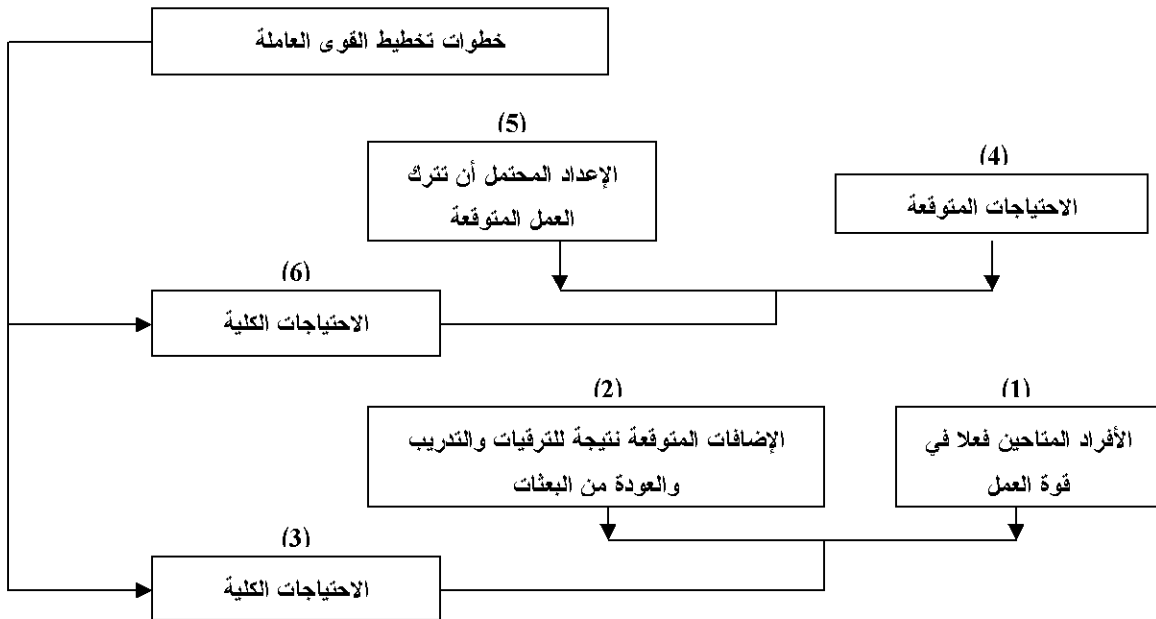 خطوات تخطيط القوى العاملة
(5)
الإعداد المحتمل أن تترك
العمل المتوقعة
(4)
الاحتياجات المتوقعة
(6)
الاحتياجات الكلية
(1)
الأفراد المتاحين فعلا في
قوة العمل
(2)
الإضافات المتوقعة نتيجة للترقيات والتدريب
والعودة من البعثات
(3)
الاحتياجات الكلية